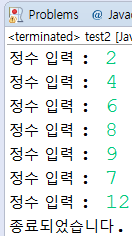 Problems @ Java
<terminated> test2 [Jav
정수 입력 : 2
정수 입력 : 4
정수 입력 : 6
정수 입력 : 8
정수 입력 : 9
정수 입력 : 7
정수 입력 : 12
종료되었습니다.